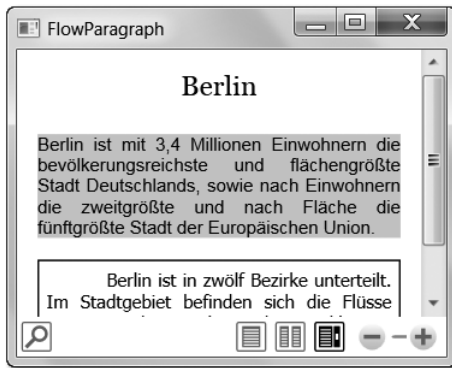 FlowParagraph
Berlin
Berlin ist mit 3,4 Millionen Einwohnern die
bevölkerungsreichste und flächengrößte
Stadt Deutschlands, sowie nach Einwohnern
die zweitgrößte und nach Fläche die
fünftgrößte Stadt der Europäischen Union.
Berlin ist in zwölf Bezirke unterteilt.
Im Stadtgebiet befinden sich die Flüsse